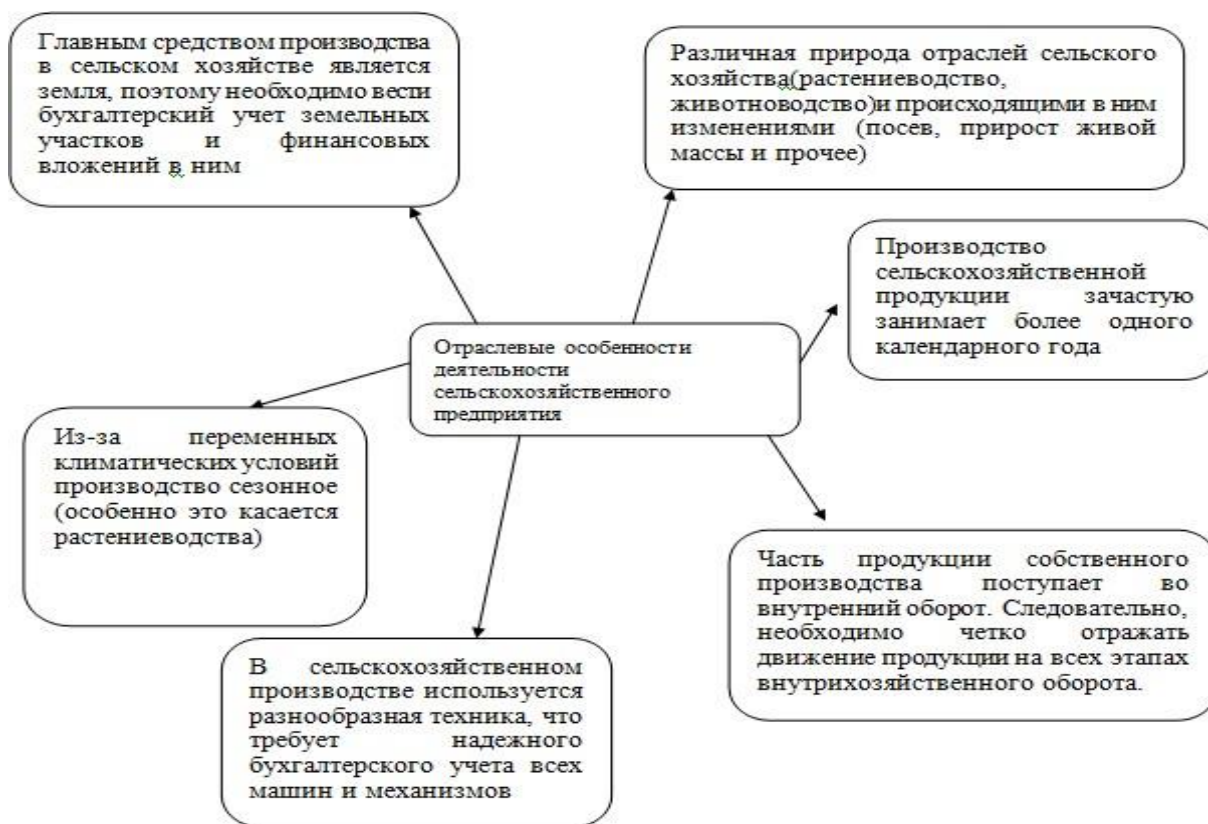 Главным средством производства
в сельском хозяйстве является
земля, поэтому необходимо вести
бухгалтерский учет земельных
участков и финансовых
вложений в ним
Различная природа отраслей сельского
хозяйства(растениеводство,
животноводство)и происходящими в ним
изменениями (посев, прирост живой
массы и прочее)
Производство
сельскохозяйственной
продукции зачастую
занимает более одного
календарного года
Отраслевые особенности
деятельности
сельскохозяйственного
предприятия
Из-за переменных
климатических условий
производство сезонное
(особенно это касается
растениеводства)
Часть продукции собственного
производства поступает во
внутренний оборот. Следовательно,
необходимо четко отражать
движение продукции на всех этапах
внутрихозяйственного оборота.
В сельскохозяйственном
производстве используется
разнообразная техника, что
требует надежного
бухгалтерского учета всех
машин и механизмов